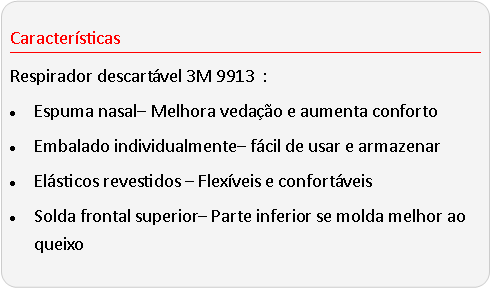 Características
Respirador descartável 3M 9913 :
• Espuma nasal– Melhora vedação e aumenta conforto
• Embalado individualmente– fácil de usar e armazenar
• Elásticos revestidos – Flexíveis e confortáveis
• Solda frontal superior– Parte inferior se molda melhor ao
queixo